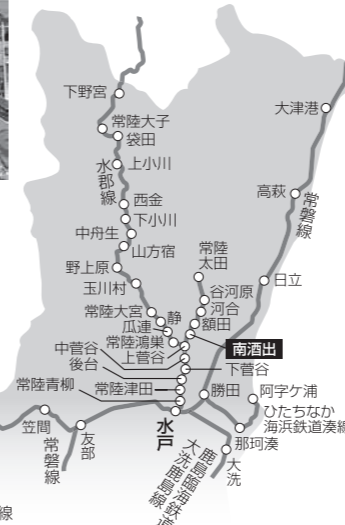 下野宮
常陸大子
袋田
水郡線
上小川
西金
下小川
中舟生
山方宿
野上原
玉川村
常陸大宮
静
瓜連
常陸鴻巣
上菅谷
中菅谷
後台
常陸青柳
常陸津田
下菅谷
南酒出
額田
河合
谷河原
常陸
太田
大津港
高萩
常磐線
日立
勝田
阿字ケ浦
ひたちなか
海浜鉄道湊線
那珂湊
大洗
鹿島臨海鉄道
大洗鹿島線
水戸
友部
笠間
常磐線
線